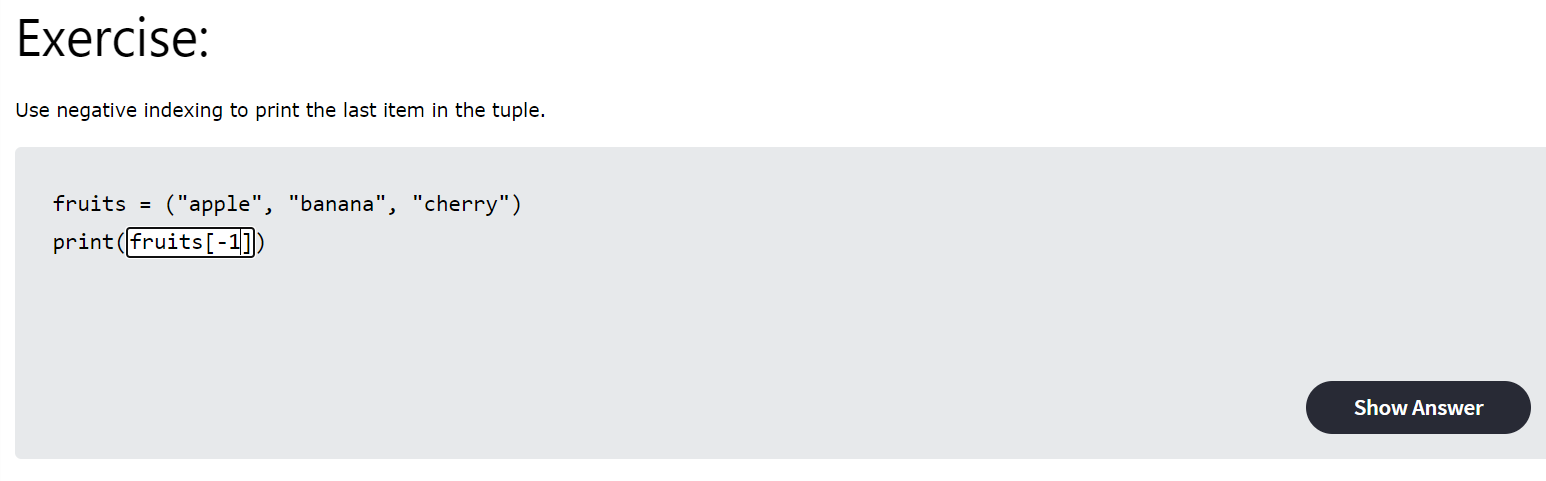 Exercise:
Use negative indexing to print the last item in the tuple.
fruits = ("apple", "banana", "cherry")
print(fruits[-1])
Show Answer